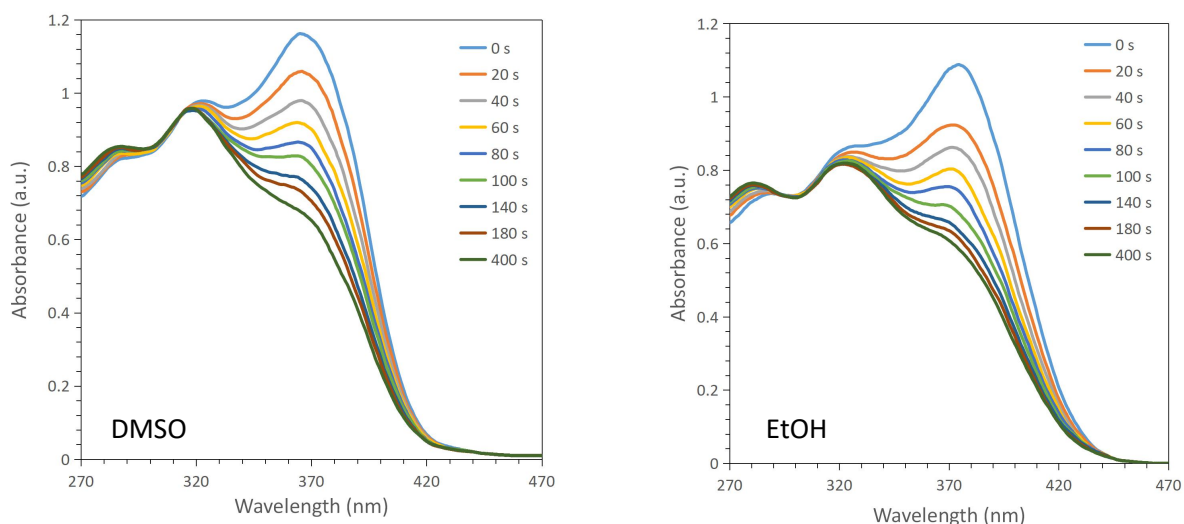 1.2
1
0.8
0.6
0.4
0.2
0
Absorbance (a.u.)
270
320
370
420
470
Wavelength (nm)
0 s
20 s
40 s
60 s
80 s
100 s
140 s
180 s
400 s
DMSO
1.2
1
0.8
0.6
0.4
0.2
0
Absorbance (a.u.)
270
320
370
420
470
Wavelength (nm)
0 s
20 s
40 s
60 s
80 s
100 s
140 s
180 s
400 s
EtOH